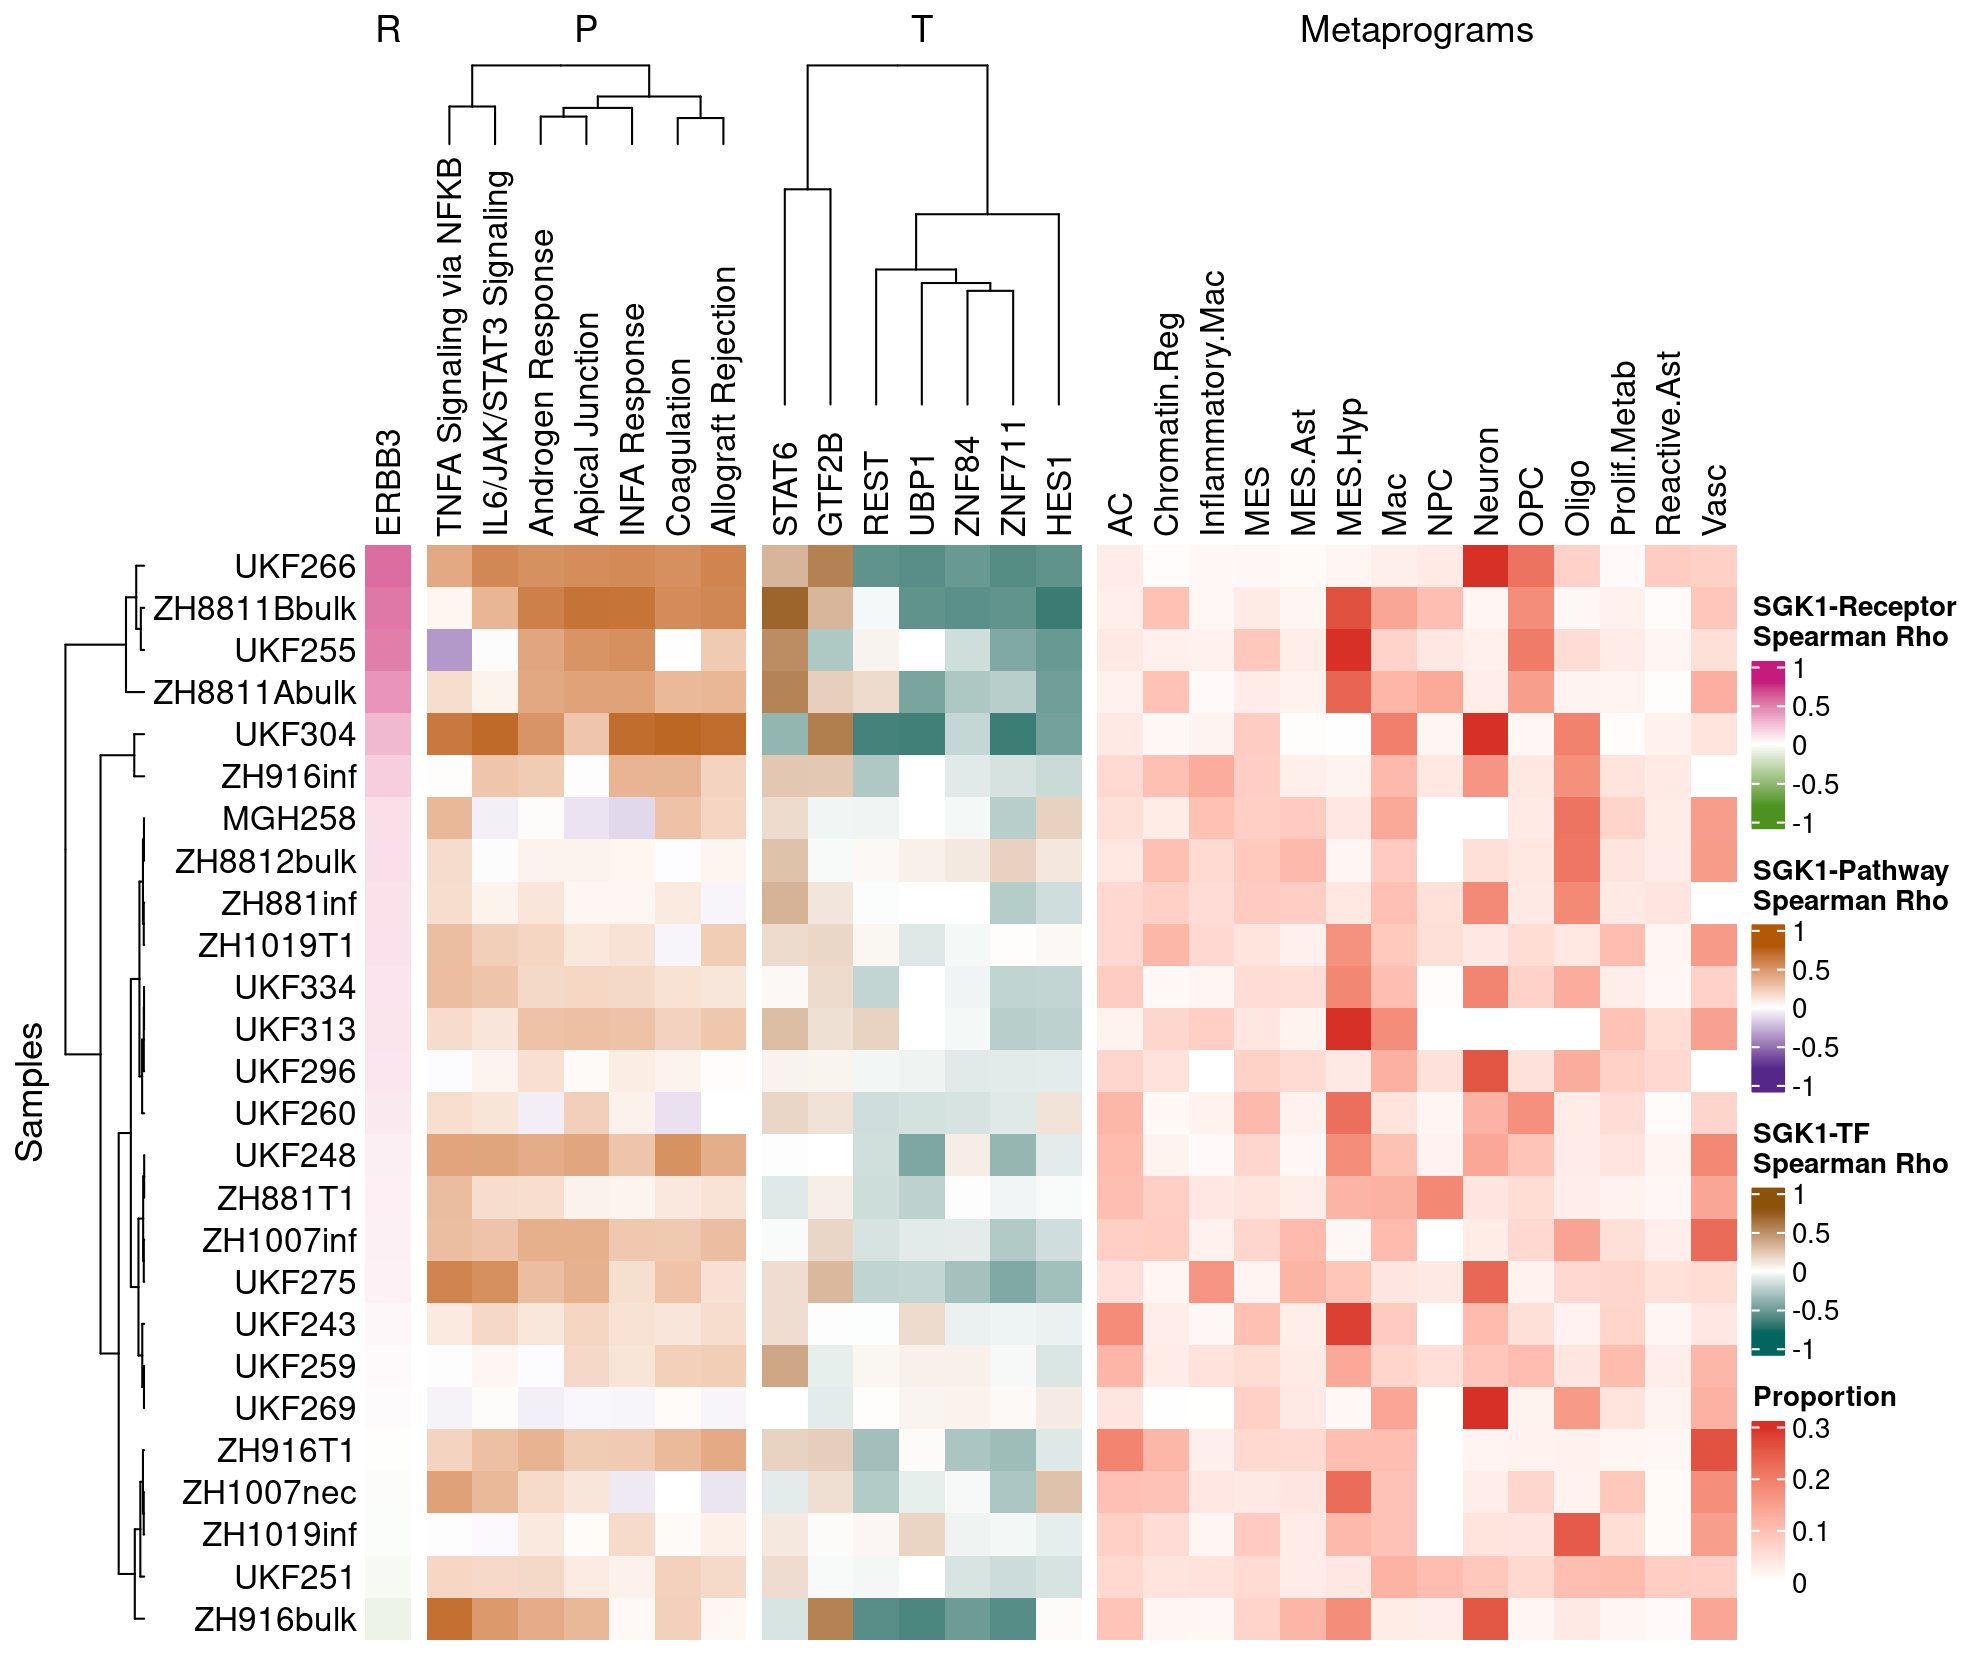 R P T Metaprograms
TNFA Signaling via NFKB
IL6/JAK/STAT3 Signaling
Androgen Response
Apical Junction
INFA Response
Coagulation
Allograft Rejection
ERBB3
STAT6
GTF2B
REST
UBP1
ZNF84
ZNF711
HES1
AC
Chromatin.Reg
Inflammatory.Mac
MES
MES.Ast
MES.Hyp
Mac
NPC
Neuron
OPC
Oligo
Prolif.Metab
Reactive.Ast
Vasc
Samples
UKF266
ZH8811Bbulk
UKF255
ZH8811Abulk
UKF304
ZH916inf
MGH258
ZH8812bulk
ZH881inf
ZH1019T1
UKF334
UKF313
UKF296
UKF260
UKF248
ZH881T1
ZH1007inf
UKF275
UKF243
UKF259
UKF269
ZH916T1
ZH1007nec
ZH1019inf
UKF251
ZH916bulk
SGK1-Receptor
Spearman Rho
1
0.5
0
-0.5
-1
SGK1-Pathway
Spearman Rho
1
0.5
0
-0.5
-1
SGK1-TF
Spearman Rho
1
0.5
0
-0.5
-1
Proportion
0.3
0.2
0.1
0